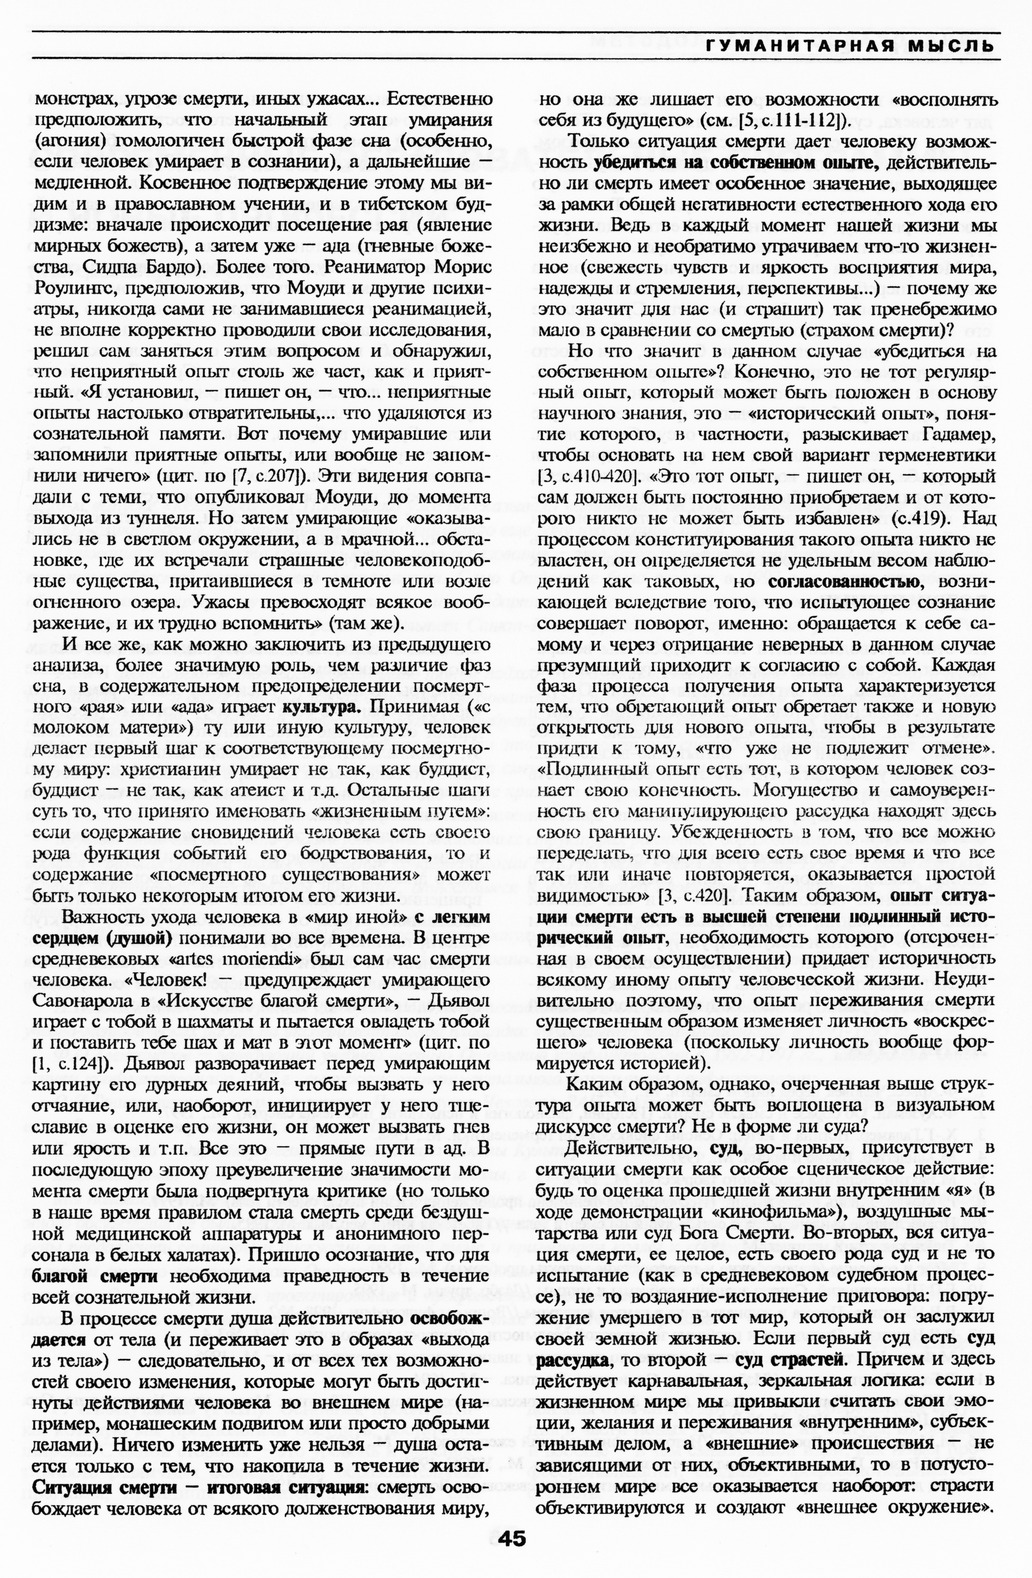 ГУМАНИТАРНАЯ МЫСЛЬ
монстрах, угрозе смерти, иных ужасах... Естественно
предположить, что начальный этап умирания
(агония) гомологичен быстрой фазе сна (особенно,
если человек умирает в сознании), а дальнейшие —
медленной. Косвенное подтверждение этому мы ви-
дим и в православном учении, и в тибетском буд-
дизме: вначале происходит посещение рая (явление
мирных божеств), а затем уже — ада (гневные боже-
ства, Сидпа Бардо). Более того. Реаниматор Морис
Роулингс, предположив, что Моуди и другие психи-
атры, никогда сами не занимавшиеся реанимацией,
не вполне корректно проводили свои исследования,
решил сам заняться этим вопросом и обнаружил,
что неприятный опыт столь же част, как и прият-
ный. «Я установил, — пишет он, — что... неприятные
опыты настолько отвратительны,... что удаляются из
сознательной памяти. Вот почему умиравшие или
запомнили приятные опыты, или вообще не запом-
нили ничего» (цит. по [7, с.207]). Эти видения совпа-
дали с теми, что опубликовал Моуди, до момента
выхода из туннеля. Но затем умирающие «оказыва-
лись не в светлом окружении, а в мрачной... обста-
новке, где их встречали страшные человекоподоб-
ные существа, притаившиеся в темноте или возле
огненного озера. Ужасы превосходят всякое вооб-
ражение, и их трудно вспомнить» (там же).
И все же, как можно заключить из предыдущего
анализа, более значимую роль, чем различие фаз
сна, в содержательном предопределении посмерт-
ного «рая» или «ада» играет культура. Принимая («с
молоком матери») ту или иную культуру, человек
делает первый шаг к соответствующему посмертно-
му миру: христианин умирает не так, как буддист,
буддист — не так, как атеист и т.д. Остальные шаги
суть то, что принято именовать «жизненным путем»:
если содержание сновидений человека есть своего
рода функция событий его бодрствования, то и
содержание «посмертного существования» может
быть только некоторым итогом его жизни.
Важность ухода человека в «мир иной» с легким
сердцем (душой) понимали во все времена. В центре
средневековых «artes moriendi» был сам час смерти
человека. «Человек! — предупреждает умирающего
Савонарола в «Искусстве благой смерти», — Дьявол
играет с тобой в шахматы и пытается овладеть тобой
и поставить тебе шах и мат в этот момент» (цит. по
[1, с.124]). Дьявол разворачивает перед умирающим
картину его дурных деяний, чтобы вызвать у него
отчаяние, или, наоборот, инициирует у него тще-
славие в оценке его жизни, он может вызвать гнев
или ярость и т.п. Все это — прямые пути в ад. В
последующую эпоху преувеличение значимости мо-
мента смерти была подвергнута критике (но только
в наше время правилом стала смерть среди бездуш-
ной медицинской аппаратуры и анонимного пер-
сонала в белых халатах). Пришло осознание, что для
благой смерти необходима праведность в течение
всей сознательной жизни.
В процессе смерти душа действительно освобож-
дается от тела (и переживает это в образах «выхода
из тела») — следовательно, и от всех тех возможно-
стей своего изменения, которые могут быть достиг-
нуты действиями человека во внешнем мире (на-
пример, монашеским подвигом или просто добрыми
делами). Ничего изменить уже нельзя — душа оста-
ется только с тем, что накопила в течение жизни.
Ситуация смерти — итоговая ситуация: смерть осво-
бождает человека от всякого долженствования миру,
но она же лишает его возможности «восполнять
себя из будущего» (см. [5, с.111-112]).
Только ситуация смерти дает человеку возмож-
ность убедиться на собственном опыте, действитель-
но ли смерть имеет особенное значение, выходящее
за рамки общей негативности естественного хода его
жизни. Ведь в каждый момент нашей жизни мы
неизбежно и необратимо утрачиваем что-то жизнен-
ное (свежесть чувств и яркость восприятия мира,
надежды и стремления, перспективы...) — почему же
это значит для нас (и страшит) так пренебрежимо
мало в сравнении со смертью (страхом смерти)?
Но что значит в данном случае «убедиться на
собственном опыте»? Конечно, это не тот регуляр-
ный опыт, который может быть положен в основу
научного знания, это — «исторический опыт», поня-
тие которого, в частности, разыскивает Гадамер,
чтобы основать на нем свой вариант герменевтики
[3, с.410-420]. «Это тот опыт, — пишет он, — который
сам должен быть постоянно приобретаем и от кото-
рого никто не может быть избавлен» (с.419). Над
процессом конституирования такого опыта никто не
властен, он определяется не удельным весом наблю-
дений как таковых, но согласованностью, возни-
кающей вследствие того, что испытующее сознание
совершает поворот, именно: обращается к себе са-
мому и через отрицание неверных в данном случае
презумпций приходит к согласию с собой. Каждая
фаза процесса получения опыта характеризуется
тем, что обретающий опыт обретает также и новую
открытость для нового опыта, чтобы в результате
придти к тому, «что уже не подлежит отмене».
«Подлинный опыт есть тот, в котором человек соз-
нает свою конечность. Могущество и самоуверен-
ность его манипулирующего рассудка находят здесь
свою границу. Убежденность в том, что все можно
переделать, что для всего есть свое время и что все
так или иначе повторяется, оказывается простой
видимостью» [3, с.420]. Таким образом, опыт ситуа-
ции смерти есть в высшей степени подлинный исто-
рический опыт, необходимость которого (отсрочен-
ная в своем осуществлении) придает историчность
всякому иному опыту человеческой жизни. Неуди-
вительно поэтому, что опыт переживания смерти
существенным образом изменяет личность «воскрес-
шего» человека (поскольку личность вообще фор-
мируется историей).
Каким образом, однако, очерченная выше струк-
тура опыта может быть воплощена в визуальном
дискурсе смерти? Не в форме ли суда?
Действительно, суд, во-первых, присутствует в
ситуации смерти как особое сценическое действие:
будь то оценка прошедшей жизни внутренним «я» (в
ходе демонстрации «кинофильма»), воздушные мы-
тарства или суд Бога Смерти. Во-вторых, вся ситуа-
ция смерти, ее целое, есть своего рода суд и не то
испытание (как в средневековом судебном процес-
се), не то воздаяние-исполнение приговора: погру-
жение умершего в тот мир, который он заслужил
своей земной жизнью. Если первый суд есть суд
рассудка, то второй — суд страстей. Причем и здесь
действует карнавальная, зеркальная логика: если в
жизненном мире мы привыкли считать свои эмо-
ции, желания и переживания «внутренним», субъек-
тивным делом, а «внешние» происшествия — не
зависящими от них, объективными, то в потусто-
роннем мире все оказывается наоборот: страсти
объективируются и создают «внешнее окружение».
45